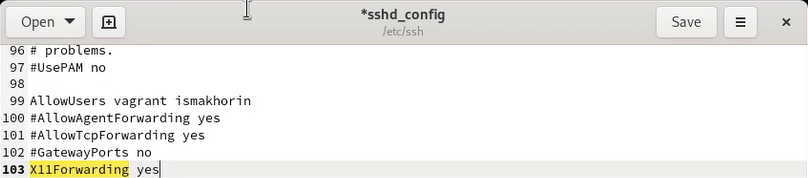 Open
*sshd_config
/etc/ssh
Save
96 # problems.
97 #UsePAM no
98
99 AllowUsers vagrant ismakhorin
100 #AllowAgentForwarding yes
101 #AllowTcpForwarding yes
102 #GatewayPorts no
103 X11Forwarding yes